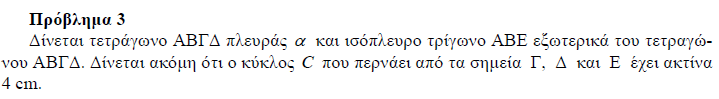 Πρόβλημα 3
Δίνεται τετράγωνο ΑΒΓΔ πλευράς α και ισόπλευρο τρίγωνο ΑΒΕ εξωτερικά του τετραγώ-
νου ΑΒΓΔ. Δίνεται ακόμη ότι ο κύκλος C που περνάει από τα σημεία Γ, Δ και Ε έχει ακτίνα
4 cm.